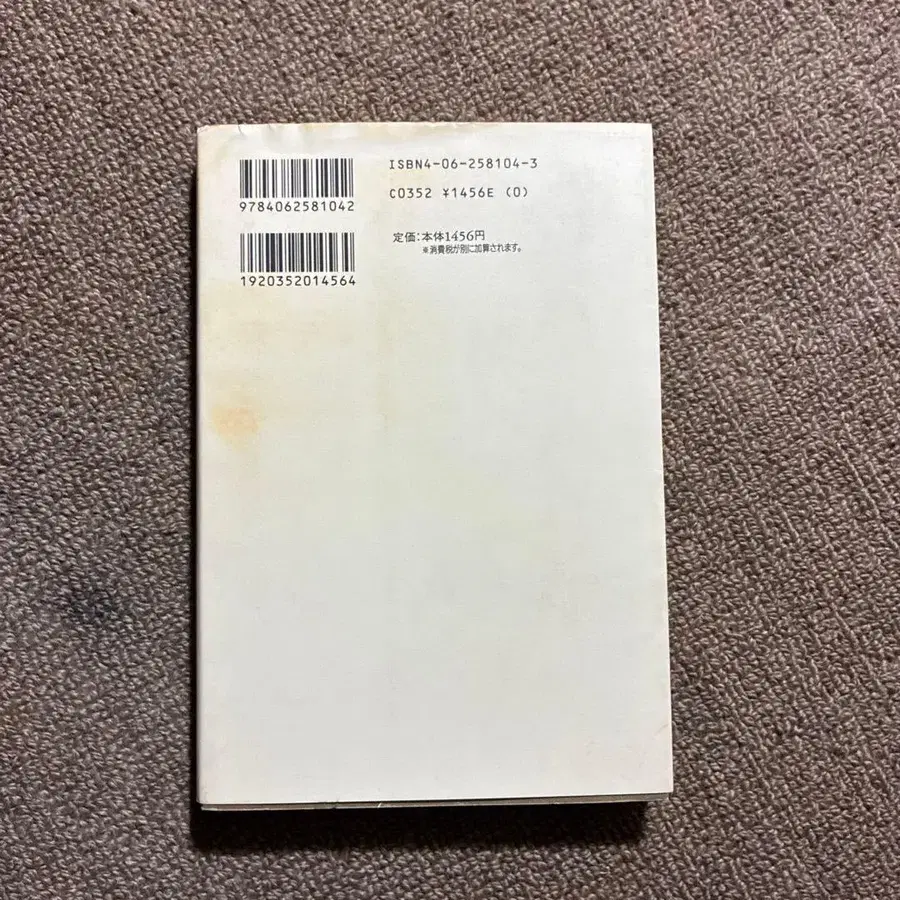 ISBN4-06-258104-3
9784062581042
C0352 ¥1456E (0)
定価:本体1456円
※消費税が別に加算されます。
1920352014564